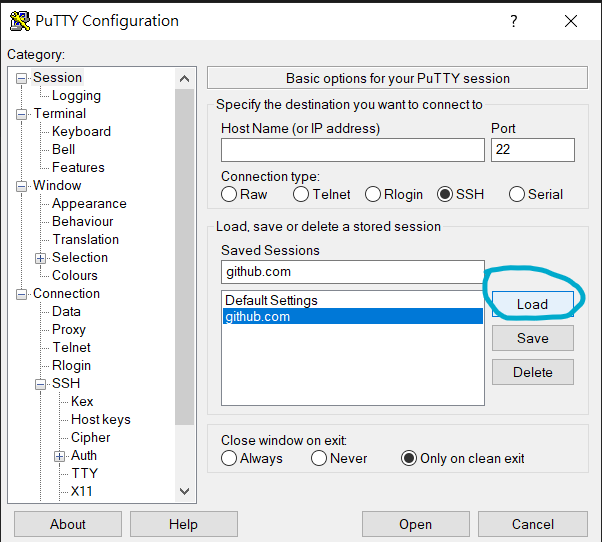 PuTTY Configuration
? ×
Category:
Session
Logging
Terminal
Keyboard
Bell
Features
Window
Appearance
Behaviour
Translation
Selection
Colours
Connection
Data
Proxy
Telnet
Rlogin
SSH
Kex
Host keys
Cipher
Auth
TTY
X11
Basic options for your PuTTY session
Specify the destination you want to connect to
Host Name (or IP address) Port
22
Connection type:
Raw Telnet Rlogin SSH Serial
Load, save or delete a stored session
Saved Sessions
github.com
Default Settings
github.com
Load
Save
Delete
Close window on exit:
Always Never Only on clean exit
About Help Open Cancel